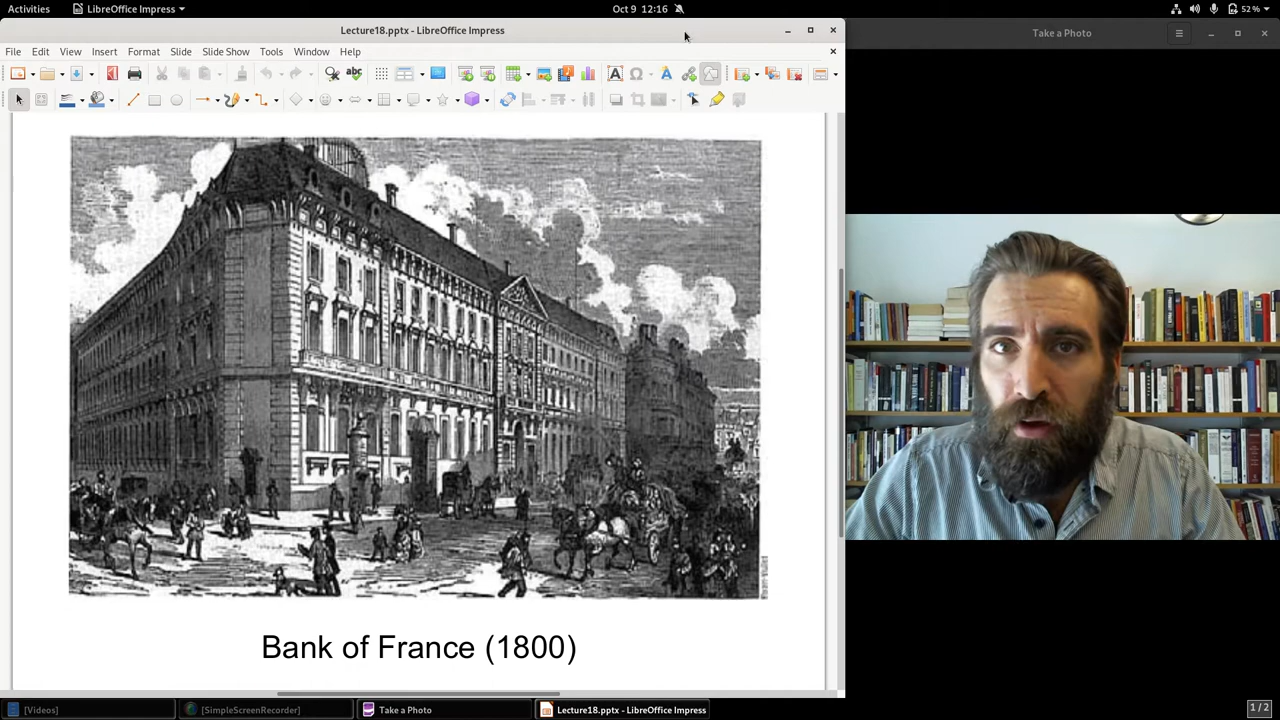 Activities LibreOffice Impress Oct 9 12:16 52 %
Lecture18.pptx - LibreOffice Impress
Take a Photo
File Edit View Insert Format Slide Slide Show Tools Window Help
Bank of France (1800)
[Videos] [SimpleScreenRecorder] Take a Photo Lecture18.pptx - LibreOffice Impress 1/2